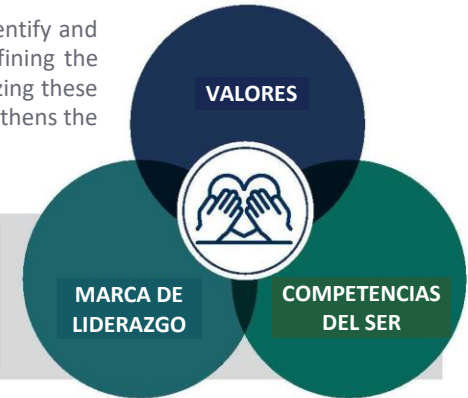 entify and
fining the
zing these
thens the
VALORES
MARCA DE
LIDERAZGO
COMPETENCIAS
DEL SER